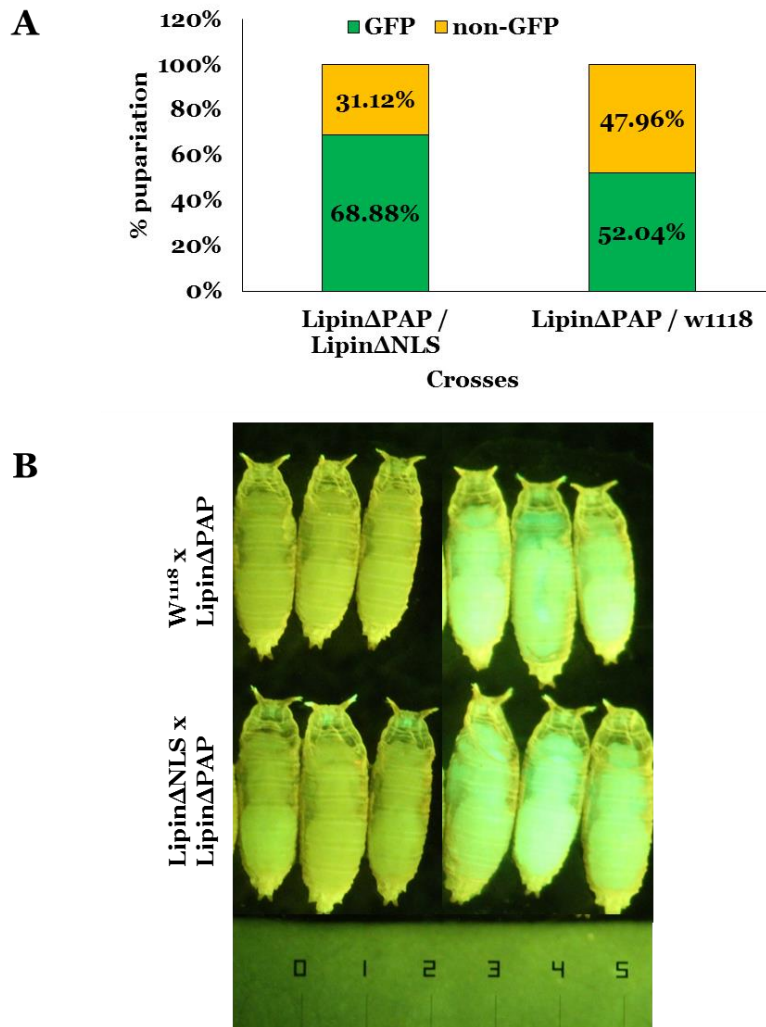 A
120%
GFP non-GFP
100%
80%
60%
40%
20%
0%
% pupariation
31.12%
68.88%
47.96%
52.04%
LipinΔPAP /
LipinΔNLS
LipinΔPAP / w1118
Crosses
B
W1118 x
LipinΔPAP
LipinΔNLS x
LipinΔPAP
0 1 2 3 4 5